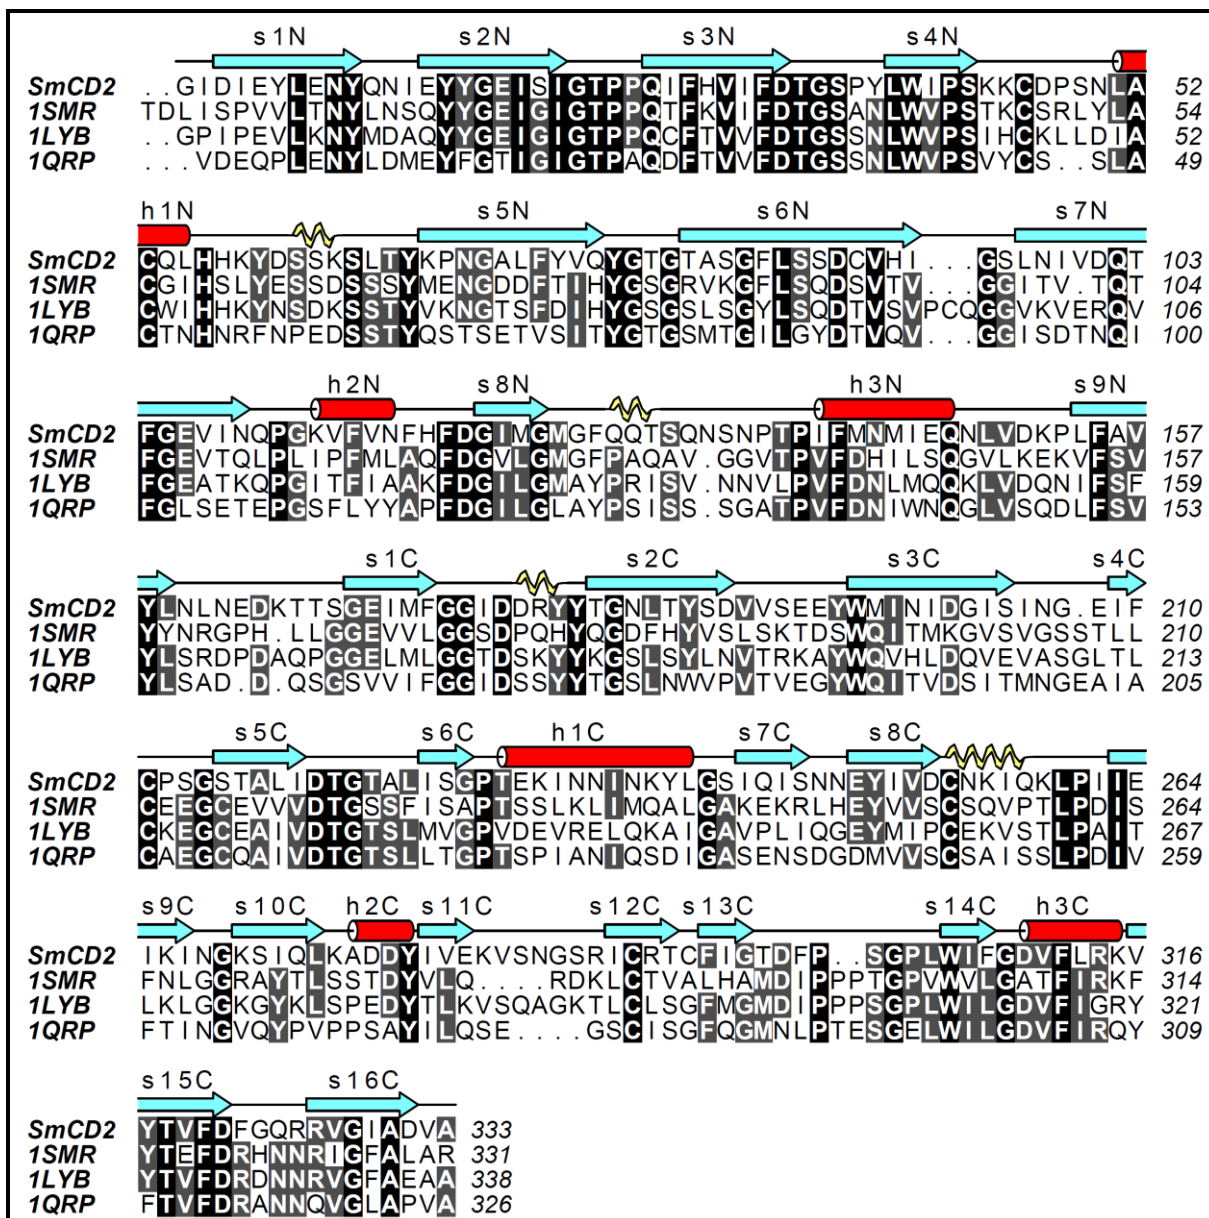 s1N s2N s3N s4N
SmCD2 ..GIDIEYLENYQNIEYYGEISIGTPPQIFHVIFDTGSPYLWIPSKKCDPSNLA 52
1SMR TDLISPVVLTNYLNSQYYGEIGIGTPPQTFKVIFDTGSANLWVPSTKCSRLYLA 54
1LYB ..GPIPEVLKNYMDAQYYGEIGIGTPPQCFTVVFDTGSSNLWVPSIHCKLLDIA 52
1QRP ...VDEQPLENYLDMEYFGTIGIGTPAQDFTVVFDTGSSNLWVPSVYCS..SLA 49
h1N s5N s6N s7N
SmCD2 CQLHHKYDSSKSLTYKPNGALFYVQYGTGTASGFLSSDCVHI...GSLNIVDQT 103
1SMR CGIHSLYESSDSSSYMENGDDFTIHYGSGRVKGFLSQDSVTV...GGITV.TQT 104
1LYB CWIHHKYNSDKSSTYVKNGTSFDIHYGSGSLSGYLSQDTVSVPCQGGVKVERQV 106
1QRP CTNHNRFNPEDSSTYQSTSETVSITYGTGSMTGILGYDTVQV...GGISDTNQI 100
h2N s8N h3N s9N
SmCD2 FGEVINQPGKVFVNFHFDGIMGMGFQQTSQNSNPTPIFMNMIEQNLVDKPLFAV 157
1SMR FGEVTQLPLIPFMLAQFDGVLGMGFPAQAV.GGVTPVFDHILSQGVLKEKVFSV 157
1LYB FGEATKQPGITFIAAKFDGILGMAYPRISV.NNVLPVFDNLMQQKLVDQNIFSF 159
1QRP FGLSETEPGSFLYYAPFDGILGLAYPSISS.SGATPVFDNIWNQGLVSQDLFSV 153
s1C s2C s3C s4C
SmCD2 YLNLNEDKTTSGEIMFGGIDDRYYTGNLTYSDVVSEEYWMINIDGISING.EIF 210
1SMR YYNRGPH.LLGGEVVLGGSDPQHYQGDFHYVSLSKTDSWQITMKGVSVGSSTLL 210
1LYB YLSRDPDAQPGGELMLGGTDSKYYKGSLSYLNVTRKAYWQVHLDQVEVASGLTL 213
1QRP YLSAD.D.QSGSVVIFGGIDSSYYTGSLNWVPVTVEGYWQITVDSITMNGEAIA 205
s5C s6C h1C s7C s8C
SmCD2 CPSGSTALIDTGTALISGPTEKINNINKYLGSIQISNNEYIVDCNKIQKLPIIE 264
1SMR CEEGCEVVVDTGSSFISAPTSSLKLIMQALGAKEKRLHEYVVSCSQVPTLPDIS 264
1LYB CKEGCEAIVDTGTSLMVGPVDEVRELQKAIGAVPLIQGEYMIPCEKVSTLPAIT 267
1QRP CAEGCQAIVDTGTSLLTGPTSPIANIQSDIGASENSDGDMVVSCSAISSLPDIV 259
s9C s10C h2C s11C s12C s13C s14C h3C
SmCD2 IKINGKSIQLKADDYIVEKVSNGSRICRTCFIGTDFP..SGPLWIFGDVFLRKV 316
1SMR FNLGGRAYTLSSTDYVLQ....RDKLCTVALHAMDIPPPTGPVWVLGATFIRKF 314
1LYB LKLGGKGYKLSPEDYTLKVSQAGKTLCLSGFMGMDIPPPSGPLWILGDVFIGRY 321
1QRP FTINGVQYPVPPSAYILQSE....GSCISGFQGMNLPTESGELWILGDVFIRQY 309
s15C s16C
SmCD2 YTVFDFGQRRVGIADVA 333
1SMR YTEFDRHNNRIGFALAR 331
1LYB YTVFDRDNNRVGFAEAA 338
1QRP FTVFDRANNQVGLAPVA 326